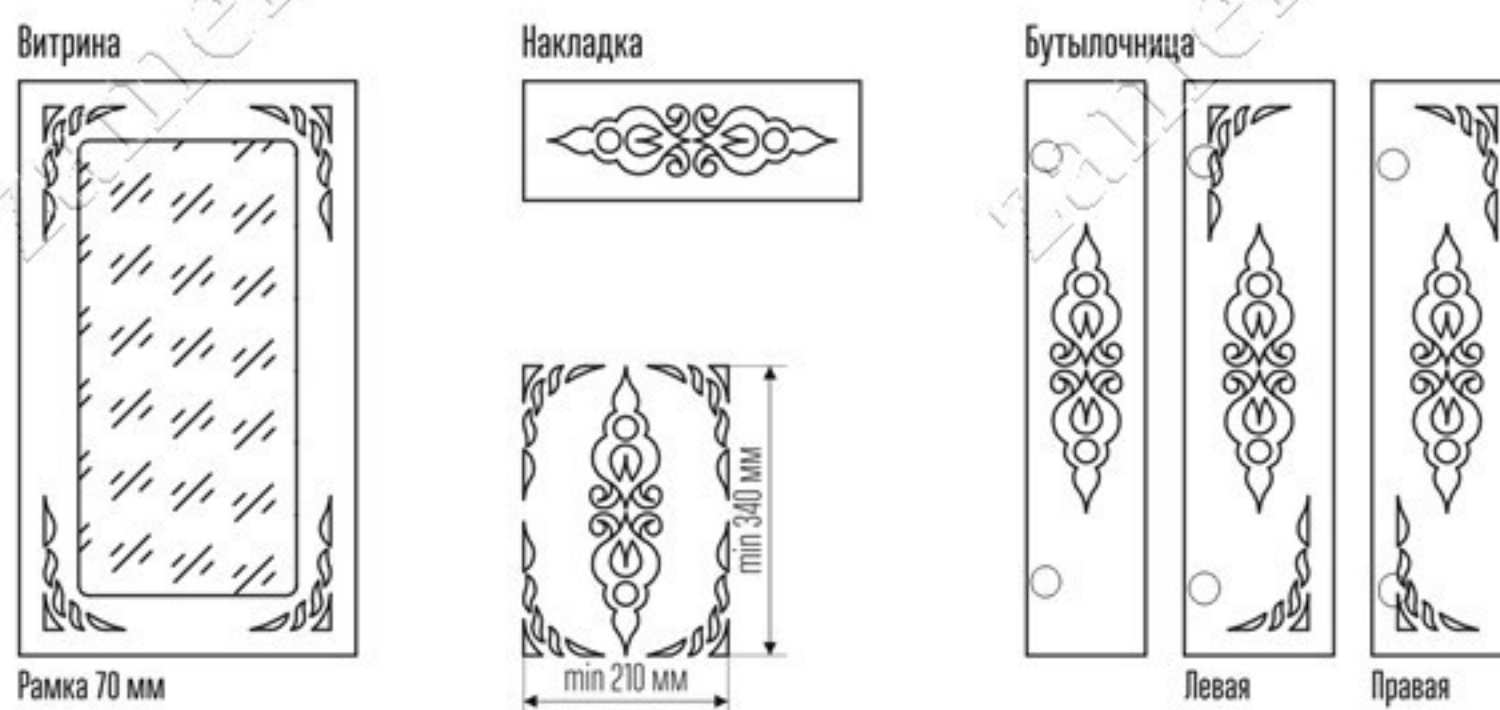 Витрина
Накладка
Бутылочница
min 340 мм
Рамка 70 мм
min 210 мм
Левая
Правая